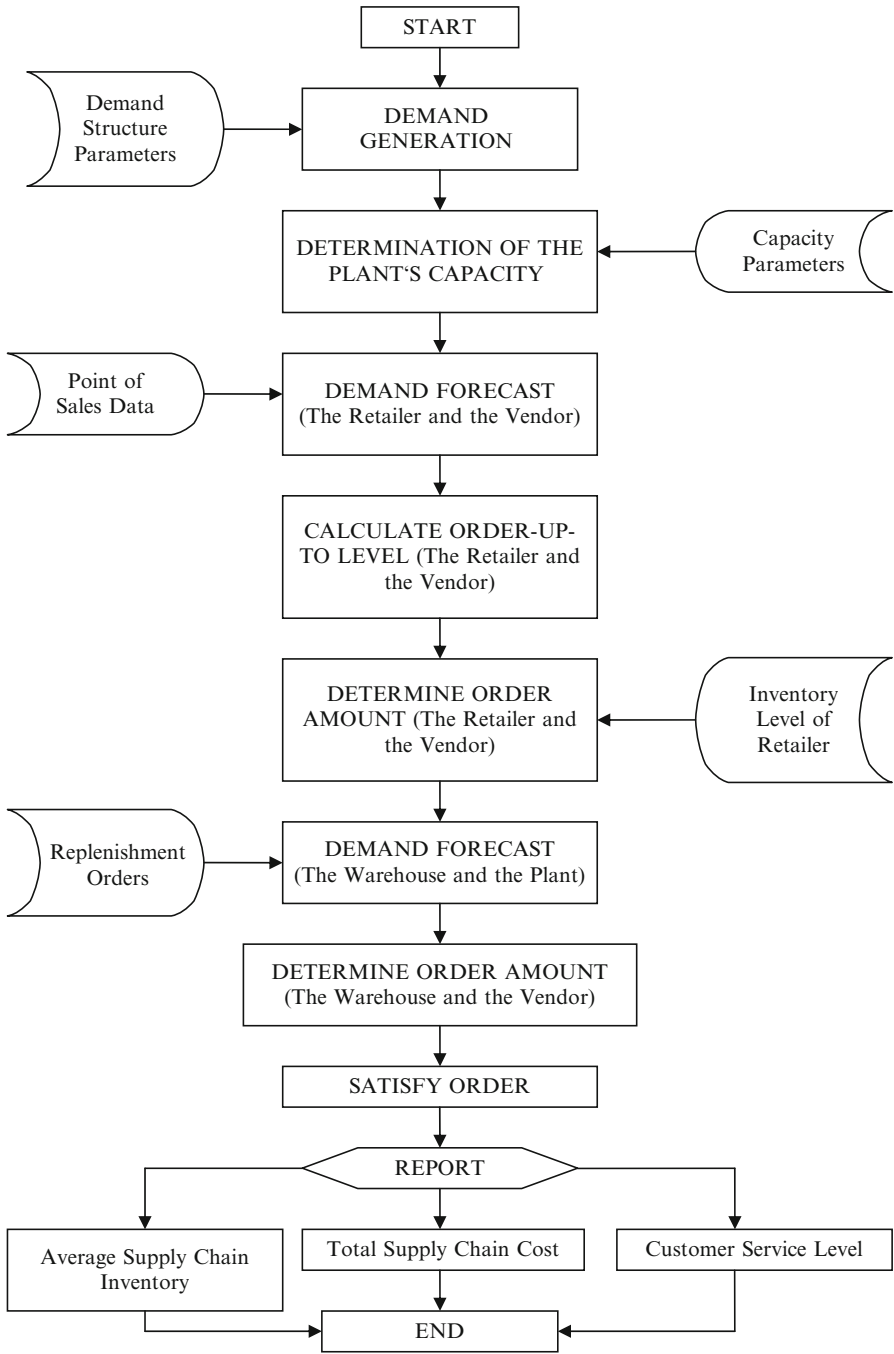 START
Demand
Structure
Parameters
DEMAND
GENERATION
DETERMINATION OF THE
PLANT‘S CAPACITY
Capacity
Parameters
Point of
Sales Data
DEMAND FORECAST
(The Retailer and the Vendor)
CALCULATE ORDER-UP-
TO LEVEL (The Retailer and
the Vendor)
DETERMINE ORDER
AMOUNT (The Retailer and
the Vendor)
Inventory
Level of
Retailer
Replenishment
Orders
DEMAND FORECAST
(The Warehouse and the Plant)
DETERMINE ORDER AMOUNT
(The Warehouse and the Vendor)
SATISFY ORDER
REPORT
Average Supply Chain
Inventory
Total Supply Chain Cost
Customer Service Level
END